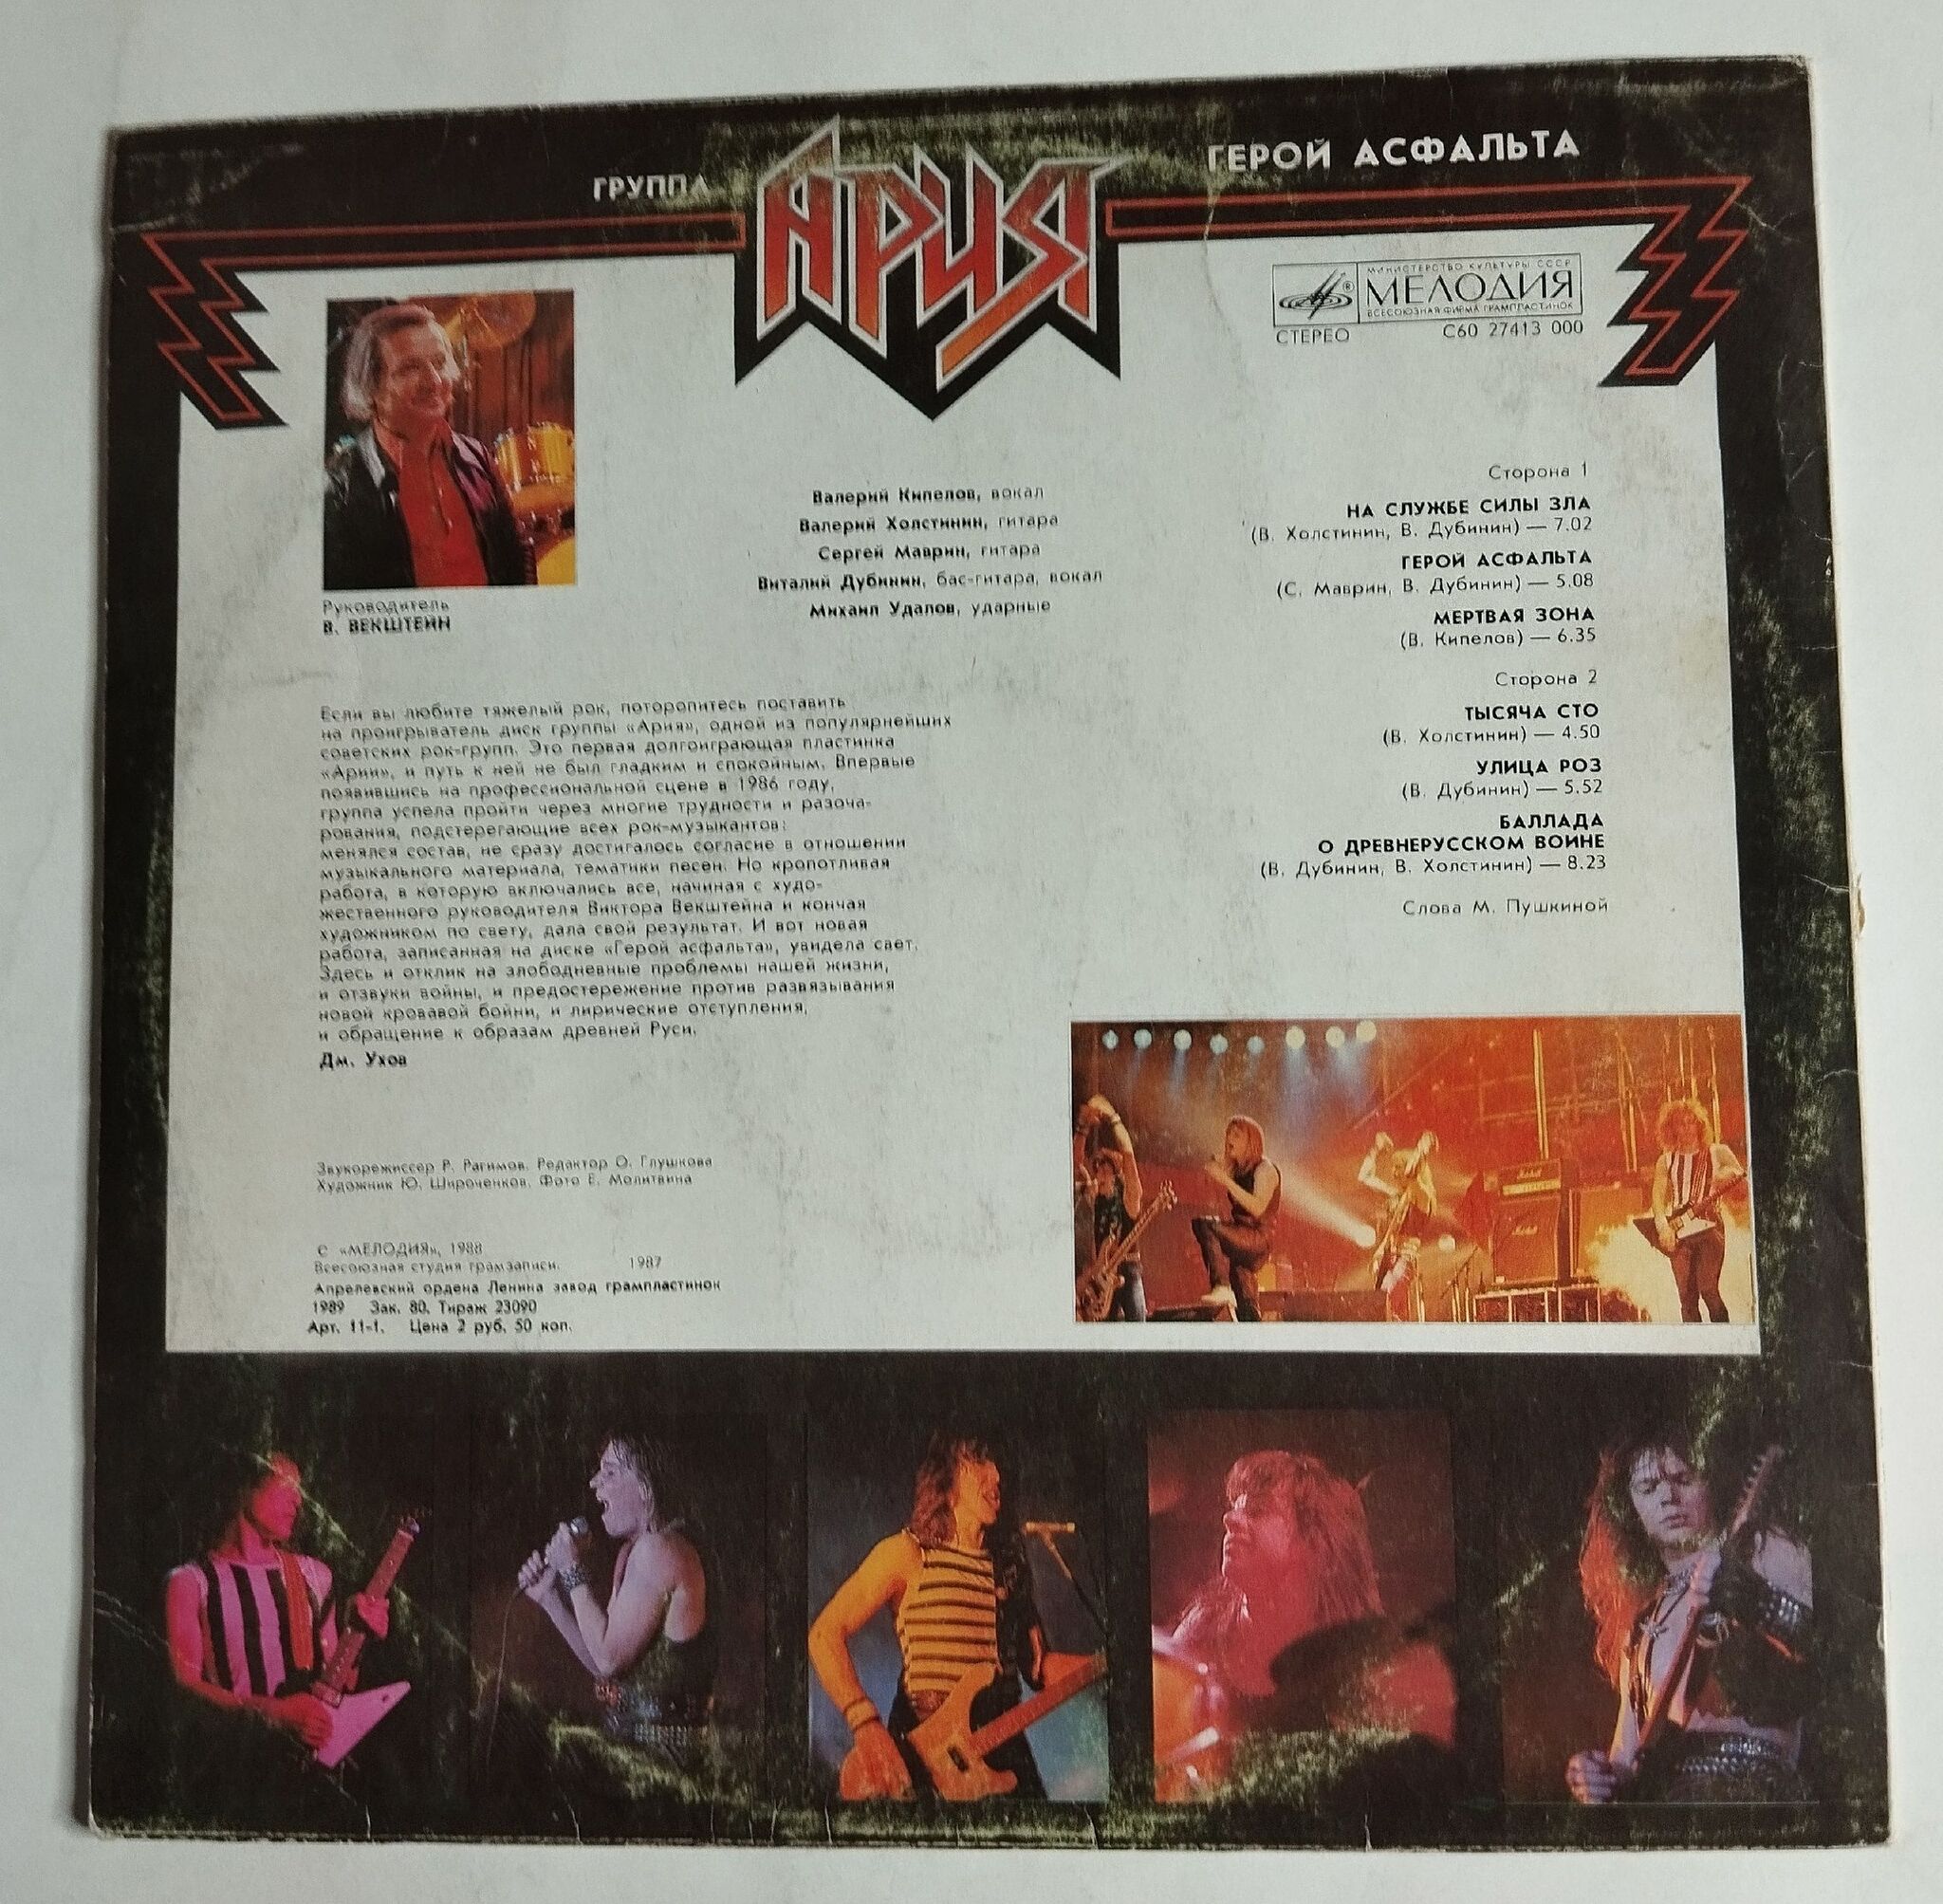 ГРУППА
АРИЯ
ГЕРОЙ АСФАЛЬТА
МИНИСТЕРСТВО КУЛЬТУРЫ СССР
МЕЛОДИЯ
ВСЕСОЮЗНАЯ ФИРМА ГРАМПЛАСТИНОК
СТЕРЕО С60 27413 000
Руководитель
В. ВЕКШТЕЙН
Валерий Кипелов, вокал
Валерий Холстинин, гитара
Сергей Маврин, гитара
Виталий Дубинин, бас-гитара, вокал
Михаил Удалов, ударные
Сторона 1
НА СЛУЖБЕ СИЛЫ ЗЛА
(В. Холстинин, В. Дубинин) — 7.02
ГЕРОЙ АСФАЛЬТА
(С. Маврин, В. Дубинин) — 5.08
МЕРТВАЯ ЗОНА
(В. Кипелов) — 6.35
Сторона 2
ТЫСЯЧА СТО
(В. Холстинин) — 4.50
УЛИЦА РОЗ
(В. Дубинин) — 5.52
БАЛЛАДА
О ДРЕВНЕРУССКОМ ВОИНЕ
(В. Дубинин, В. Холстинин) — 8.23
Слова М. Пушкиной
Если вы любите тяжелый рок, поторопитесь поставить
на проигрыватель диск группы «Ария», одной из популярнейших
советских рок-групп. Это первая долгоиграющая пластинка
«Арии», и путь к ней не был гладким и спокойным. Впервые
появившись на профессиональной сцене в 1986 году,
группа успела пройти через многие трудности и разоча-
рования, подстерегающие всех рок-музыкантов:
менялся состав, не сразу достигалось согласие в отношении
музыкального материала, тематики песен. Но кропотливая
работа, в которую включались все, начиная с худо-
жественного руководителя Виктора Векштейна и кончая
художником по свету, дала свой результат. И вот новая
работа, записанная на диске «Герой асфальта», увидела свет.
Здесь и отклик на злободневные проблемы нашей жизни,
и отзвуки войны, и предостережение против развязывания
новой кровавой бойни, и лирические отступления,
и обращение к образам древней Руси.
Дм. Ухов
Звукорежиссер Р. Рагимов. Редактор О. Глушкова
Художник Ю. Широченков. Фото Е. Молитвина
С «МЕЛОДИЯ», 1988
Всесоюзная студия грамзаписи. 1987
Апрелевский ордена Ленина завод грампластинок
1989 Зак. 80. Тираж 23090
Арт. 11-1. Цена 2 руб. 50 коп.